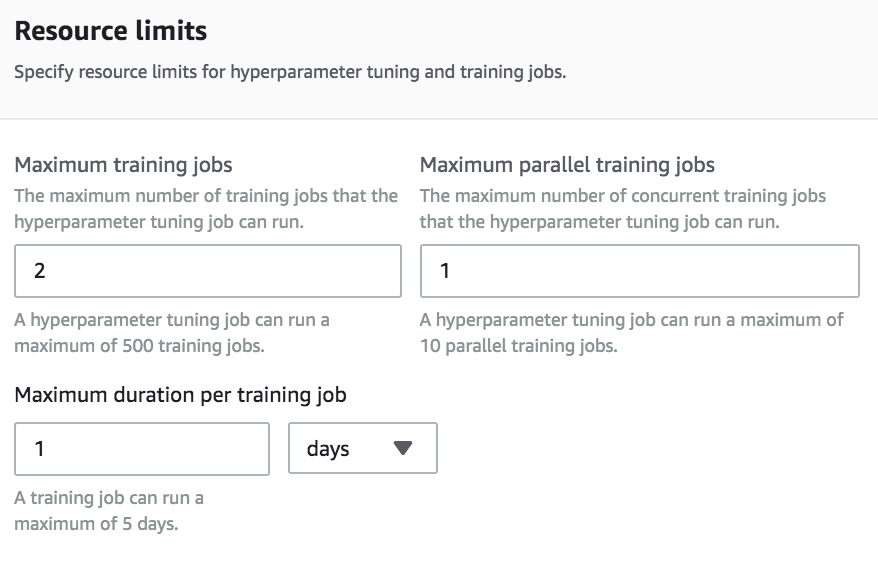 Resource limits
Specify resource limits for hyperparameter tuning and training jobs.
Maximum training jobs
The maximum number of training jobs that the
hyperparameter tuning job can run.
2
A hyperparameter tuning job can run a
maximum of 500 training jobs.
Maximum parallel training jobs
The maximum number of concurrent training jobs
that the hyperparameter tuning job can run.
1
A hyperparameter tuning job can run a maximum of
10 parallel training jobs.
Maximum duration per training job
1
days
A training job can run a
maximum of 5 days.